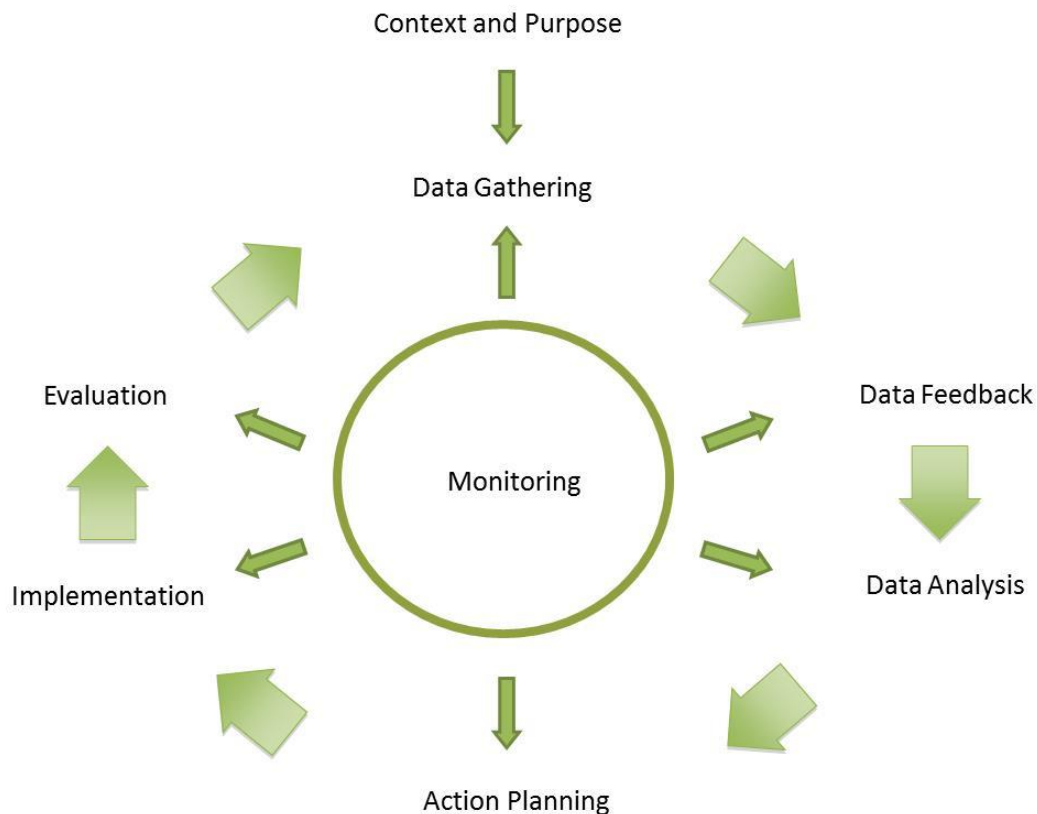 Context and Purpose
Data Gathering
Evaluation
Data Feedback
Monitoring
Implementation
Data Analysis
Action Planning